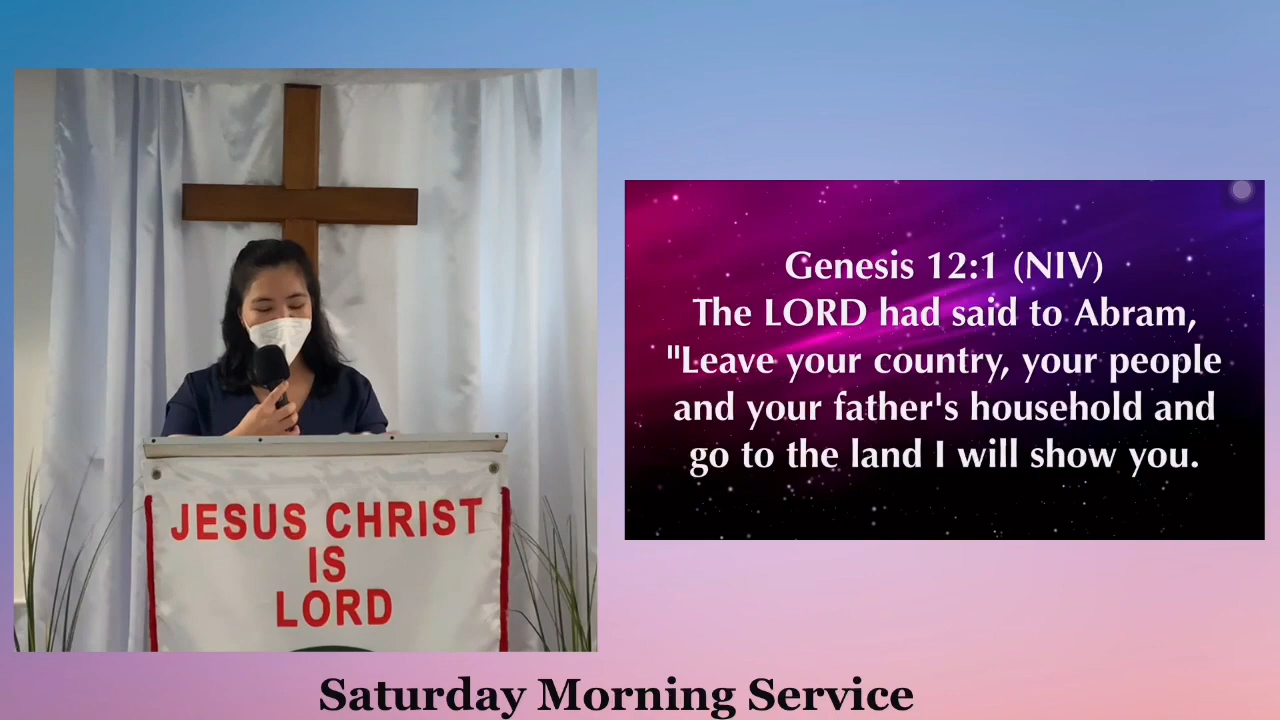 JESUS CHRIST
IS
LORD
Genesis 12:1 (NIV)
The LORD had said to Abram,
"Leave your country, your people
and your father's household and
go to the land I will show you.
Saturday Morning Service